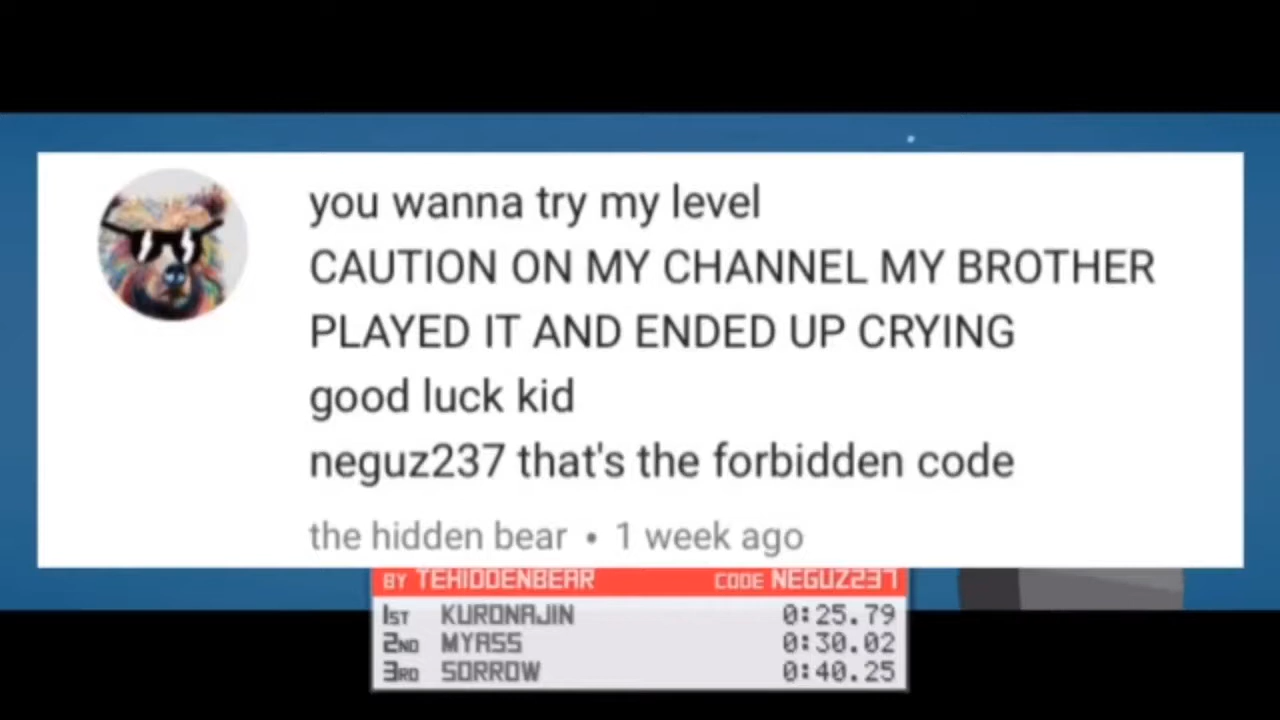 you wanna try my level
CAUTION ON MY CHANNEL MY BROTHER
PLAYED IT AND ENDED UP CRYING
good luck kid
neguz237 that's the forbidden code
the hidden bear • 1 week ago
BY TEHIDDENBEAR CODE NEGUZ237
1ST KURONAJIN 0:25.79
2ND MYASS 0:30.02
3RD SORROW 0:40.25